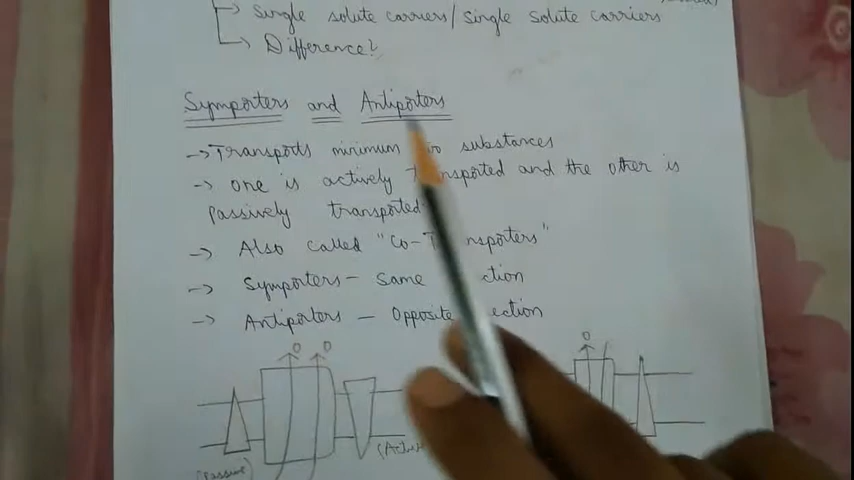 → Single solute carriers/Single Solute Carriers
→ Difference?
Symporters and Antiporters
→ Transports minimum substances
→ one is actively and the other is
passively transported
→ Also called
→ Symporters - Same
→ Antiporters - Opposite
O O O
(Passive)